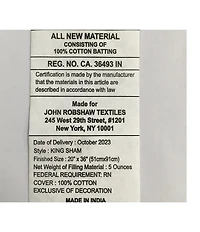 ALL NEW MATERIAL
CONSISTING OF
100% COTTON BATTING
REG. NO. CA. 36493 IN
Certification is made by the manufacturer
that the materials in this article are
described in accordance with law
Made for
JOHN ROBSHAW TEXTILES
245 West 29th Street, #1201
New York, NY 10001
Date of Delivery : October 2023
Style : KING SHAM
Finished Size : 20" x 36" (51cmx91cm)
Net Weight of Filling Material : 5 Ounces
FEDERAL REQUIREMENT: RN
COVER : 100% COTTON
EXCLUSIVE OF DECORATION
MADE IN INDIA